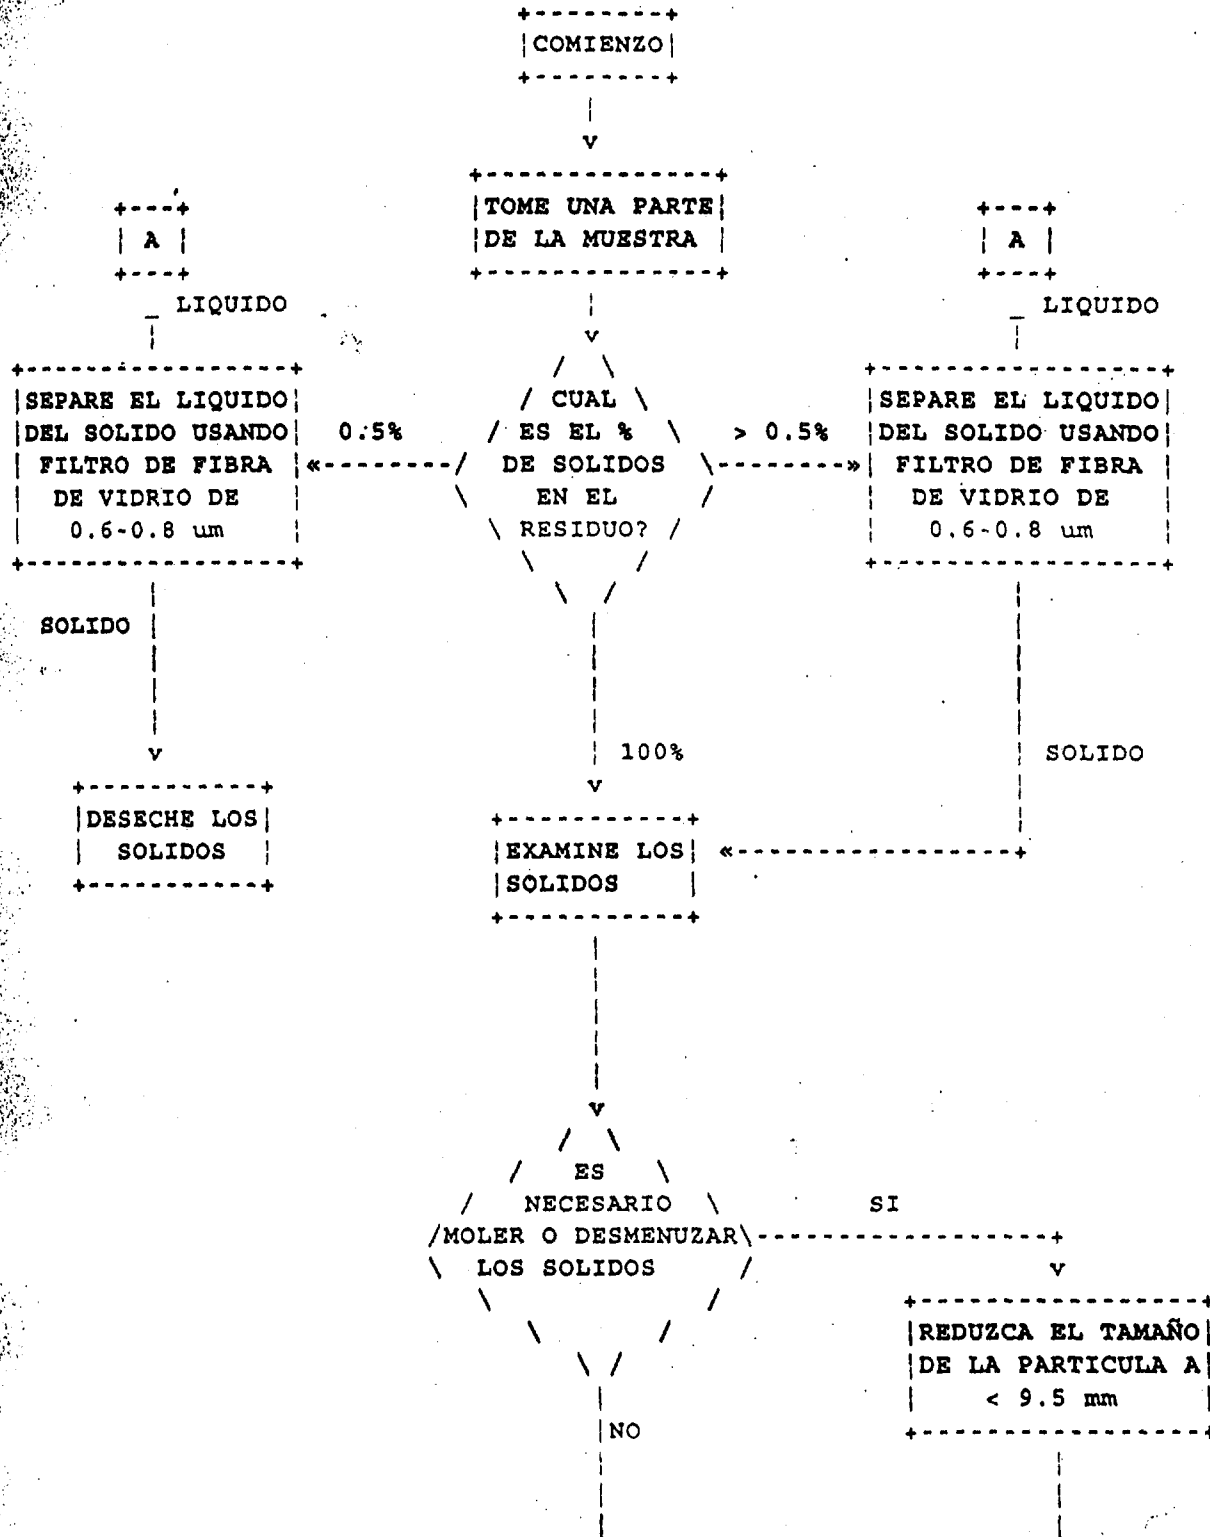 COMIENZO
TOME UNA PARTE
DE LA MUESTRA
A
LIQUIDO
SEPARE EL LIQUIDO
DEL SOLIDO USANDO
FILTRO DE FIBRA
DE VIDRIO DE
0.6-0.8 um
0.5%
CUAL
ES EL %
DE SOLIDOS
EN EL
RESIDUO?
> 0.5%
A
LIQUIDO
SEPARE EL LIQUIDO
DEL SOLIDO USANDO
FILTRO DE FIBRA
DE VIDRIO DE
0.6-0.8 um
SOLIDO
100%
SOLIDO
DESECHE LOS
SOLIDOS
EXAMINE LOS
SOLIDOS
ES
NECESARIO
MOLER O DESMENUZAR
LOS SOLIDOS
SI
REDUZCA EL TAMAÑO
DE LA PARTICULA A
< 9.5 mm
NO